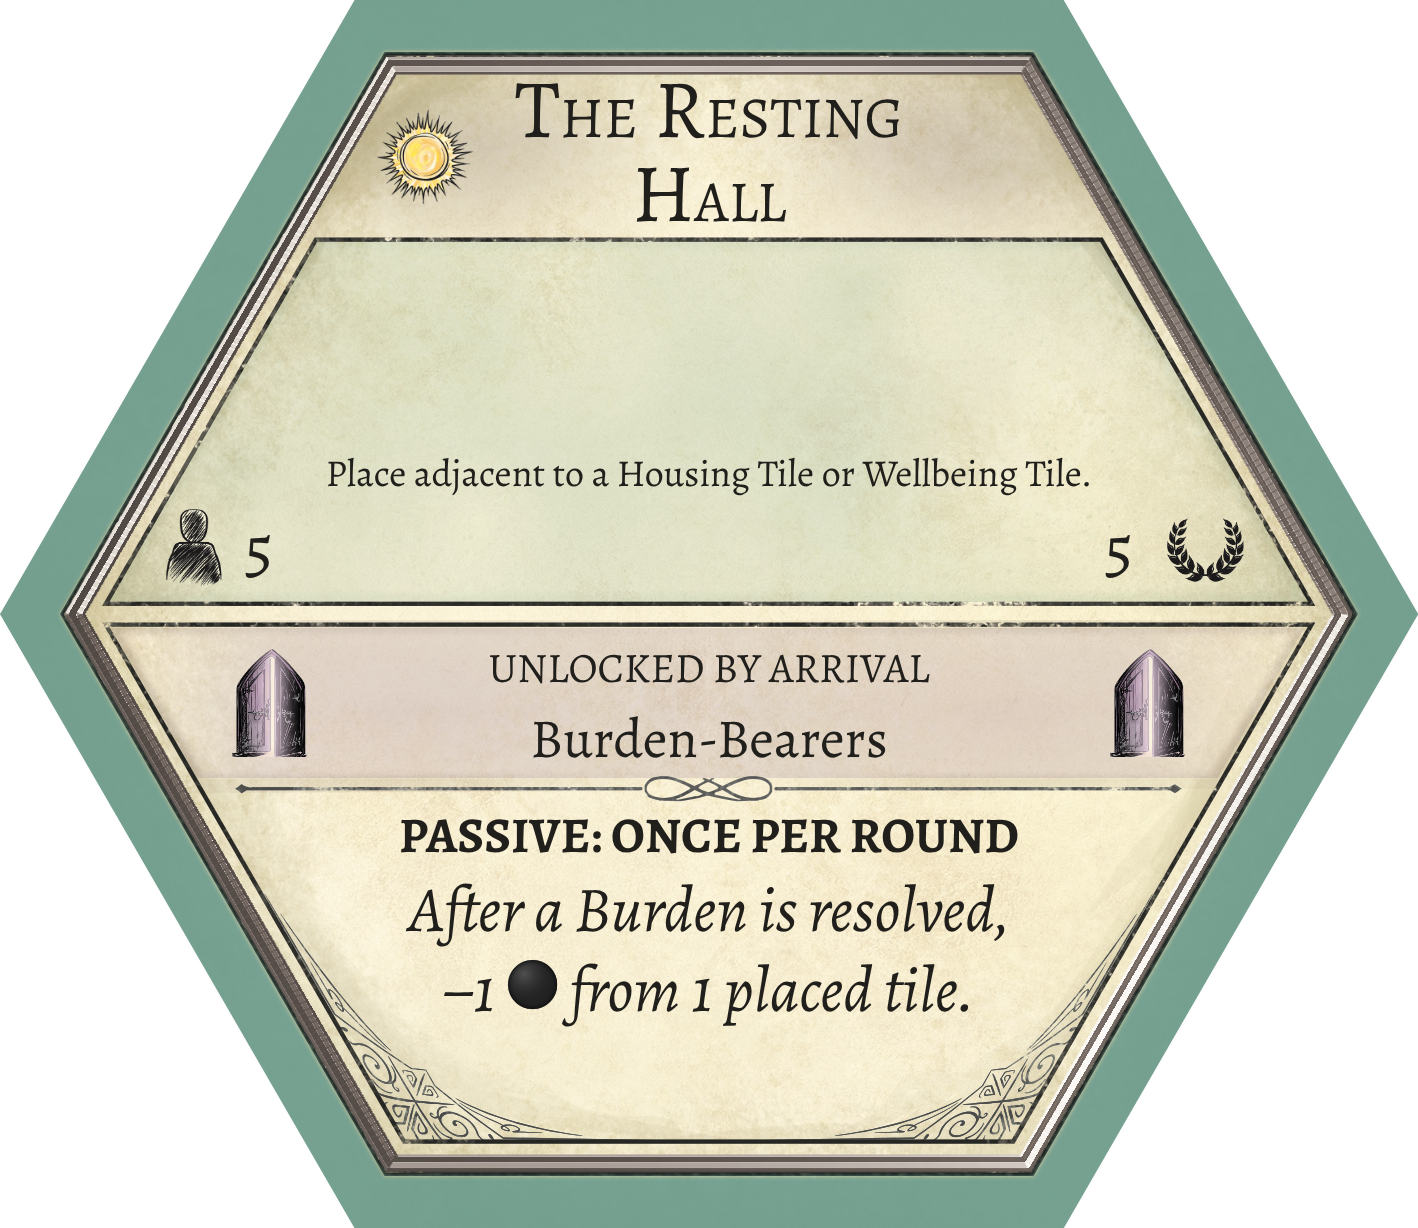 The Resting
Hall
Place adjacent to a Housing Tile or Wellbeing Tile.
5
5
UNLOCKED BY ARRIVAL
Burden-Bearers
PASSIVE: ONCE PER ROUND
After a Burden is resolved,
–1 from 1 placed tile.